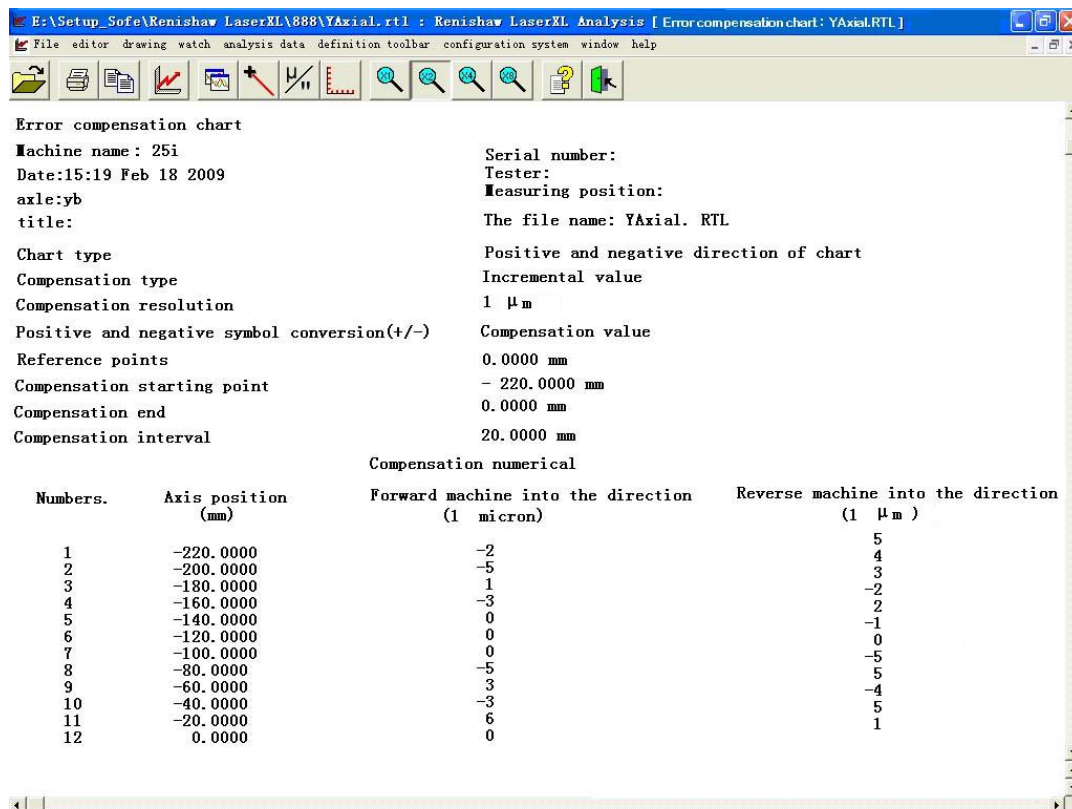 E:\Setup_Sofe\Renishaw LaserXL\888\YAxial.rtl : Renishaw LaserXL Analysis [ Error compensation chart: YAxial.RTL ]
File editor drawing watch analysis data definition toolbar configuration system window help
Error compensation chart
Machine name: 25i
Serial number:
Date:15:19 Feb 18 2009
Tester:
axle:yb
Measuring position:
title:
The file name: YAxial. RTL
Chart type Positive and negative direction of chart
Compensation type Incremental value
Compensation resolution 1 μm
Positive and negative symbol conversion(+/-) Compensation value
Reference points 0.0000 mm
Compensation starting point - 220.0000 mm
Compensation end 0.0000 mm
Compensation interval 20.0000 mm
Compensation numerical
Numbers. Axis position Forward machine into the direction Reverse machine into the direction
(mm) (1 micron) (1 μm )
1 -220.0000 -2 5
2 -200.0000 -5 4
3 -180.0000 1 3
4 -160.0000 -3 -2
5 -140.0000 0 2
6 -120.0000 0 -1
7 -100.0000 0 0
8 -80.0000 -5 -5
9 -60.0000 3 5
10 -40.0000 -3 -4
11 -20.0000 6 5
12 0.0000 0 1